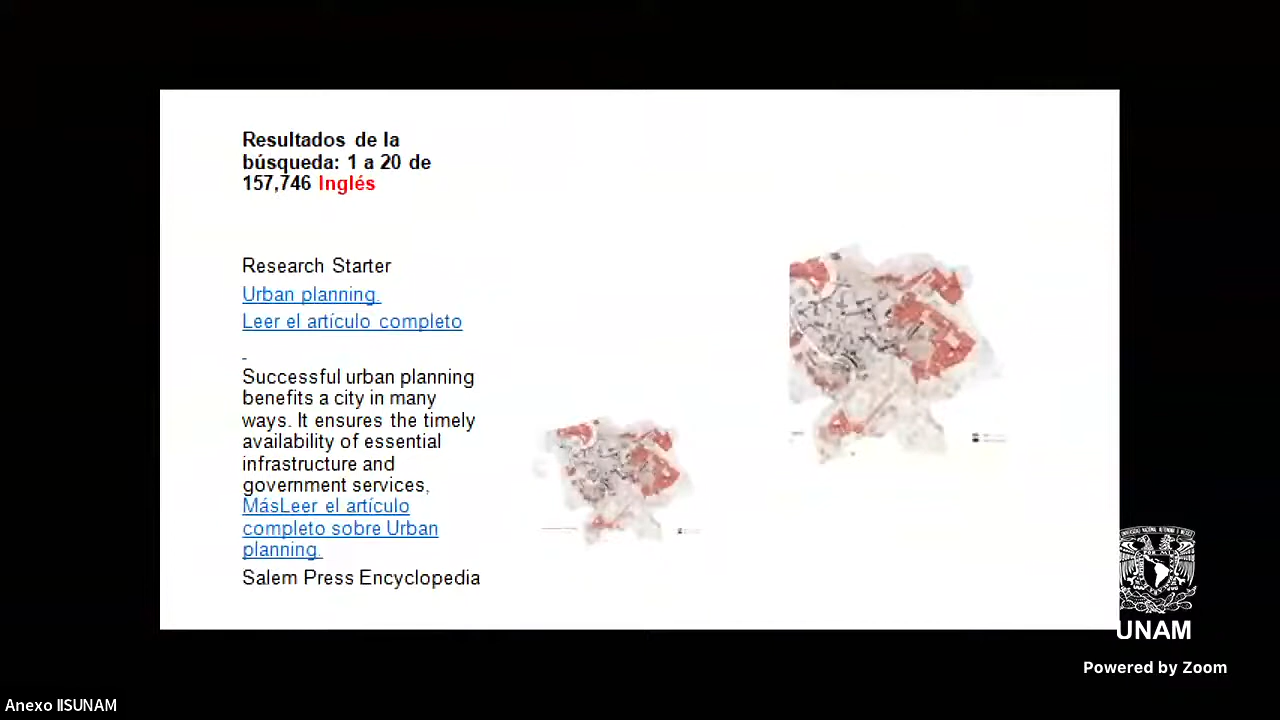 Resultados de la
búsqueda: 1 a 20 de
157,746 Inglés
Research Starter
Urban planning.
Leer el artículo completo
Successful urban planning
benefits a city in many
ways. It ensures the timely
availability of essential
infrastructure and
government services,
MásLeer el artículo
completo sobre Urban
planning.
Salem Press Encyclopedia
UNAM
Powered by Zoom
Anexo IISUNAM